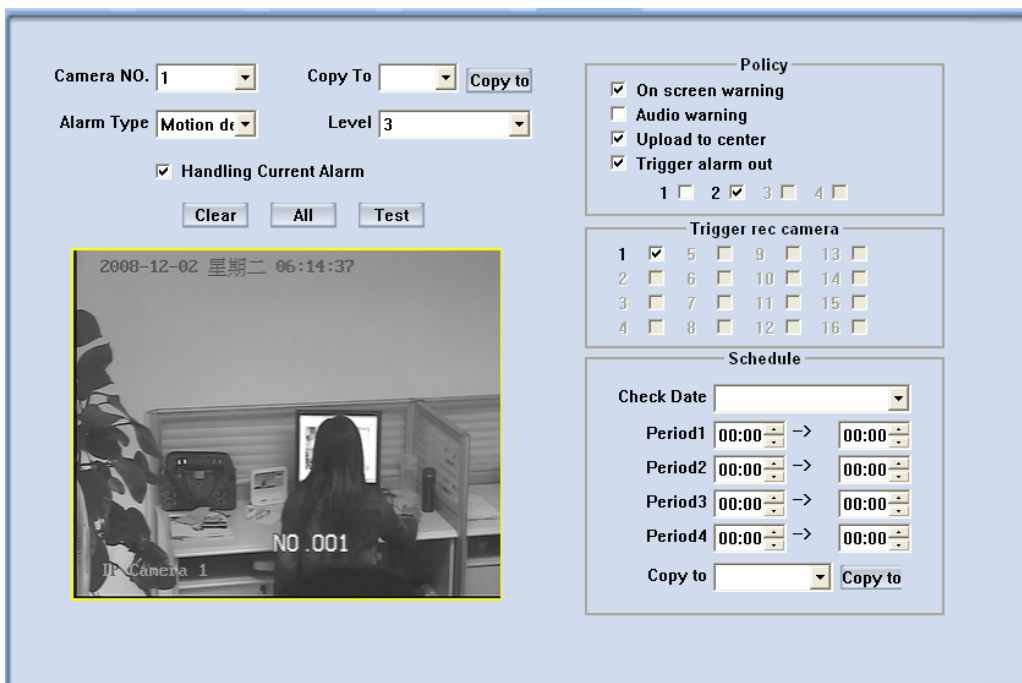 Camera NO. 1 Copy To Copy to
Alarm Type Motion de Level 3
Handling Current Alarm
Clear All Test
2008-12-02 星期二 06:14:37
NO.001
IP Camera 1
Policy
On screen warning
Audio warning
Upload to center
Trigger alarm out
1 2 3 4
Trigger rec camera
1 5 9 13
2 6 10 14
3 7 11 15
4 8 12 16
Schedule
Check Date
Period1 00:00 -> 00:00
Period2 00:00 -> 00:00
Period3 00:00 -> 00:00
Period4 00:00 -> 00:00
Copy to Copy to